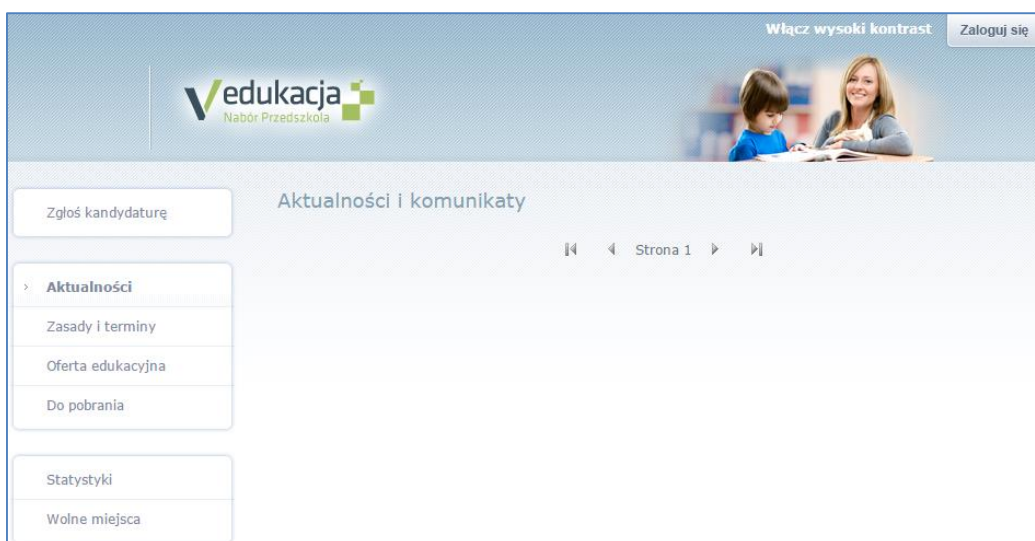 Włącz wysoki kontrast
Zaloguj się
Vedukacja
Nabór Przedszkola
Zgłoś kandydaturę
Aktualności i komunikaty
Strona 1
Aktualności
Zasady i terminy
Oferta edukacyjna
Do pobrania
Statystyki
Wolne miejsca